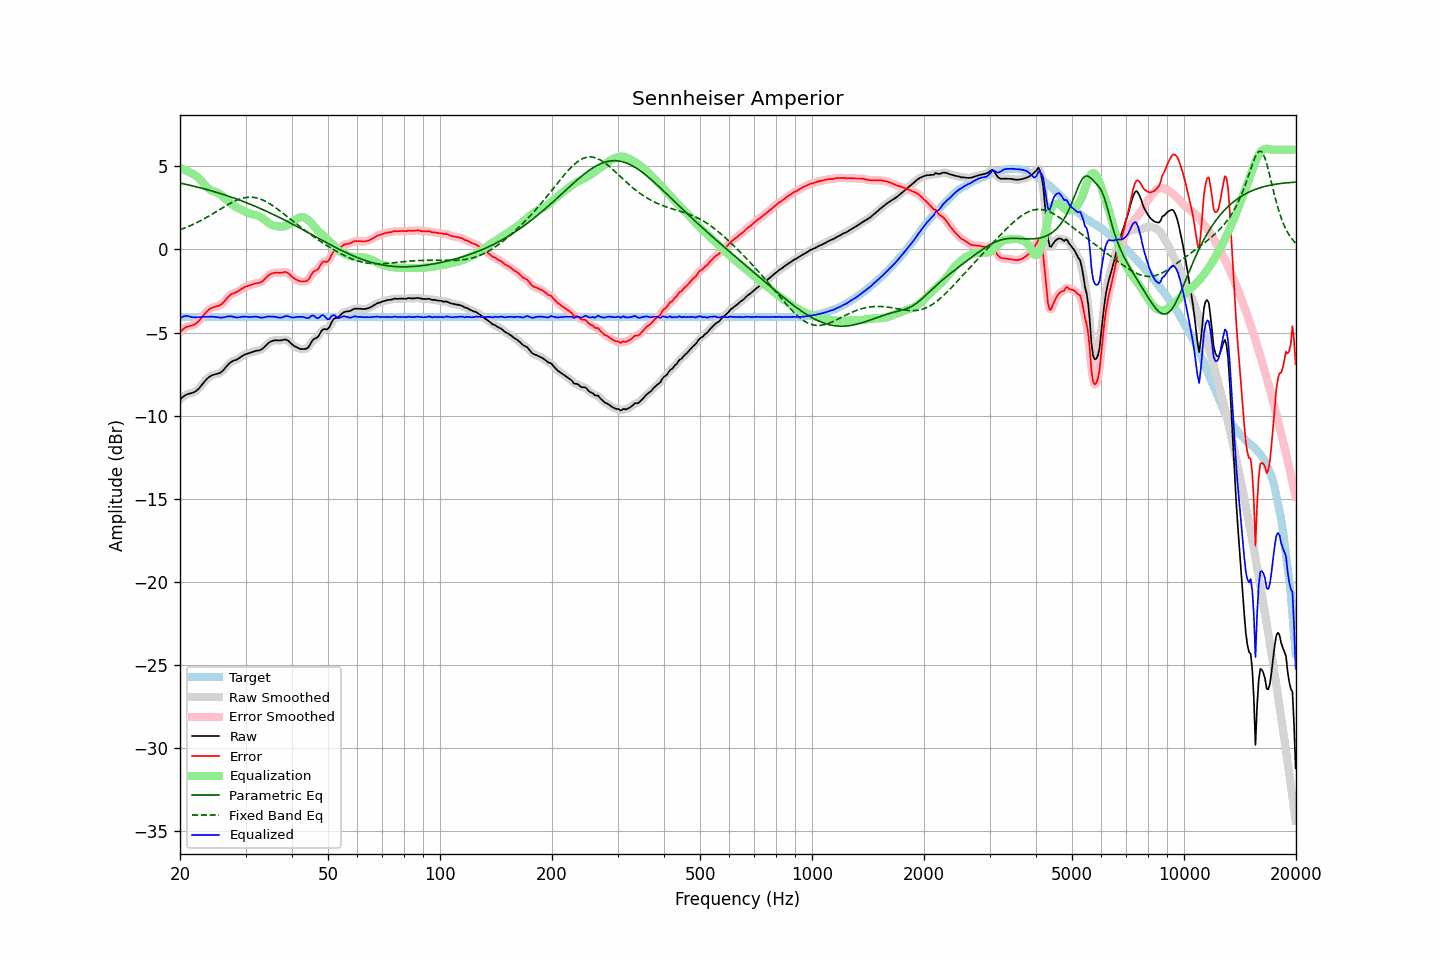 Sennheiser Amperior
Amplitude (dBr)
5
0
−5
−10
−15
−20
−25
−30
−35
Target
Raw Smoothed
Error Smoothed
Raw
Error
Equalization
Parametric Eq
Fixed Band Eq
Equalized
20 50 100 200 500 1000 2000 5000 10000 20000
Frequency (Hz)